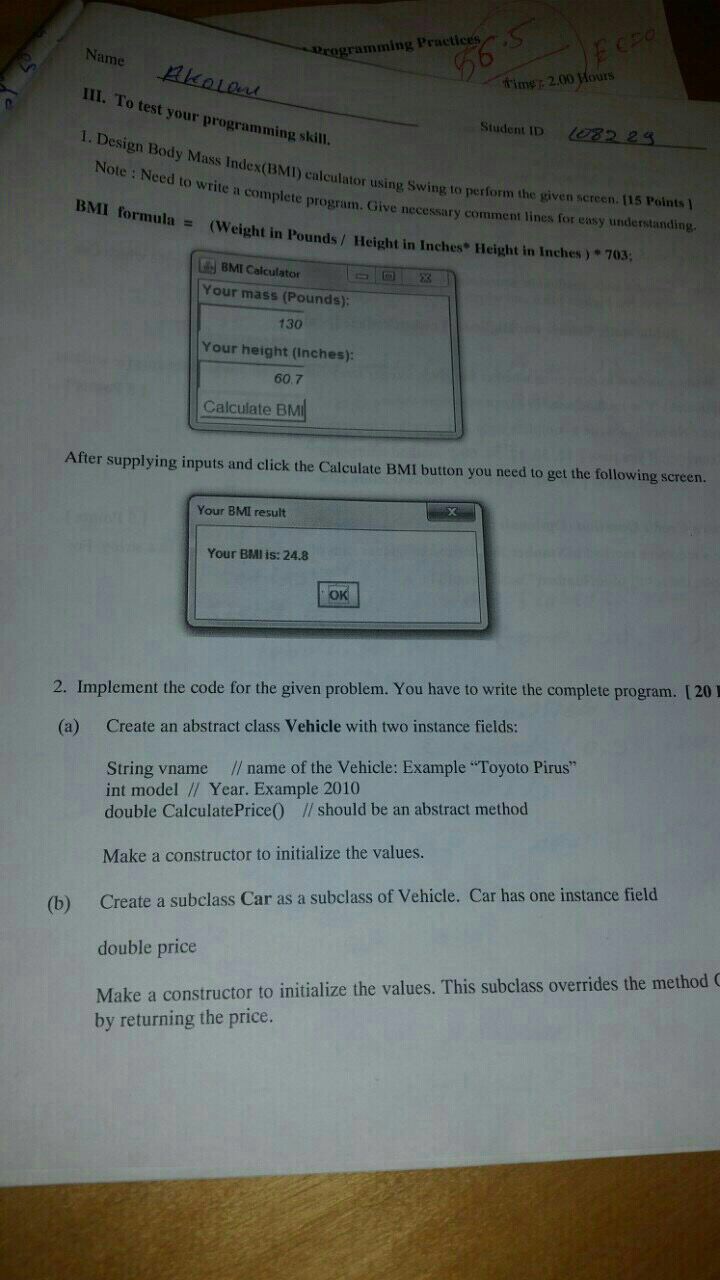 Programming Practices
56.5
Time: 2.00 Hours
Name
Student ID 108229
III. To test your programming skill.
1. Design Body Mass Index(BMI) calculator using Swing to perform the given screen. [15 Points]
Note : Need to write a complete program. Give necessary comment lines for easy understanding.
BMI formula = (Weight in Pounds / Height in Inches* Height in Inches ) * 703;
BMI Calculator
Your mass (Pounds):
130
Your height (Inches):
60.7
Calculate BMI
After supplying inputs and click the Calculate BMI button you need to get the following screen.
Your BMI result
X
Your BMI is: 24.8
OK
2. Implement the code for the given problem. You have to write the complete program. [ 20
(a) Create an abstract class Vehicle with two instance fields:
String vname // name of the Vehicle: Example “Toyoto Pirus”
int model // Year. Example 2010
double CalculatePrice() // should be an abstract method
Make a constructor to initialize the values.
(b) Create a subclass Car as a subclass of Vehicle. Car has one instance field
double price
Make a constructor to initialize the values. This subclass overrides the method
by returning the price.